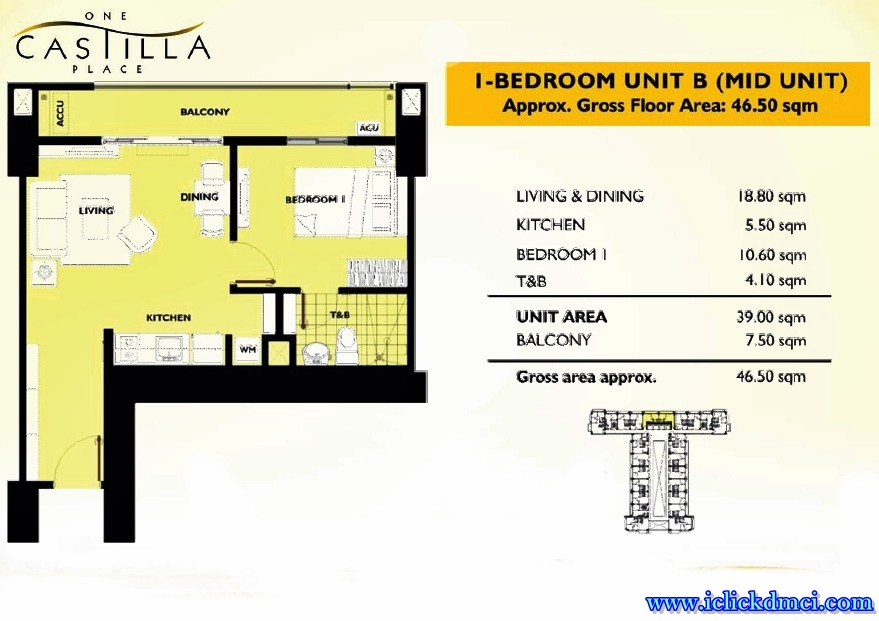 ONE
CASTILLA
PLACE
1-BEDROOM UNIT B (MID UNIT)
Approx. Gross Floor Area: 46.50 sqm
ACCU
BALCONY
ACU
LIVING
DINING
BEDROOM 1
KITCHEN
T&B
WM
LIVING & DINING 18.80 sqm
KITCHEN 5.50 sqm
BEDROOM 1 10.60 sqm
T&B 4.10 sqm
UNIT AREA 39.00 sqm
BALCONY 7.50 sqm
Gross area approx. 46.50 sqm
www.iclickdmci.com